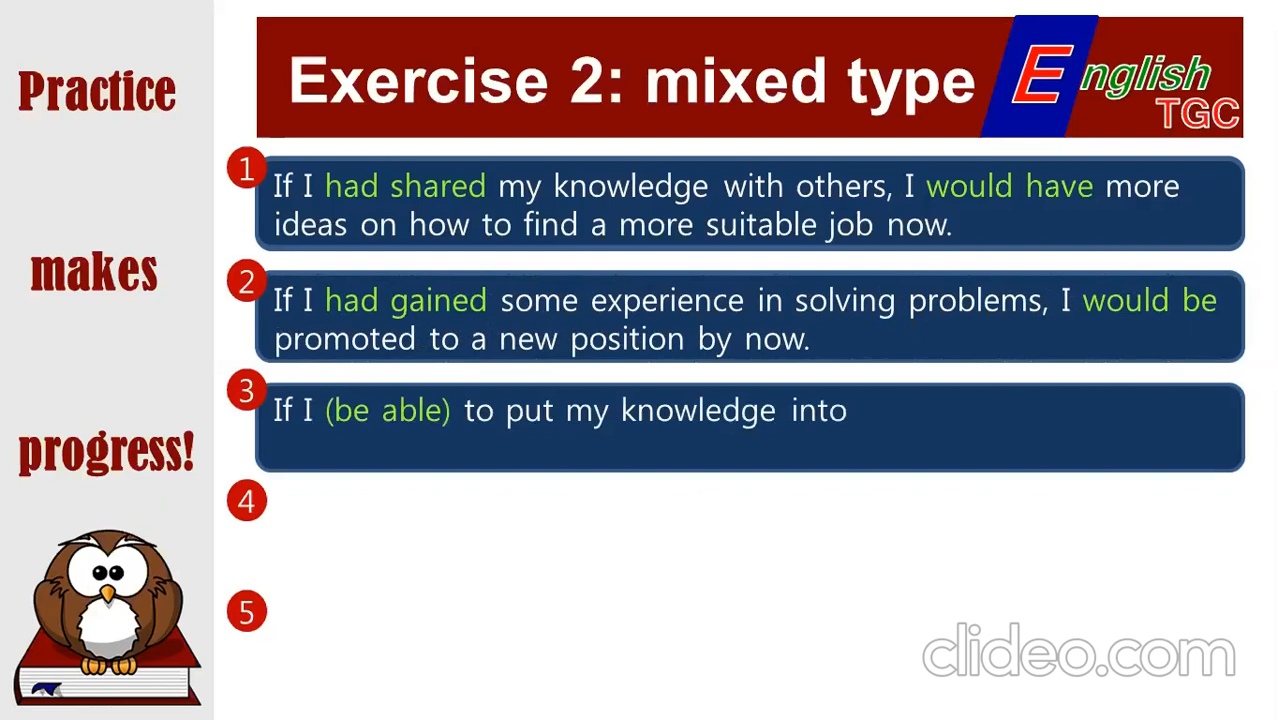 Practice
makes
progress!
Exercise 2: mixed type
English
TGC
1
If I had shared my knowledge with others, I would have more
ideas on how to find a more suitable job now.
2
If I had gained some experience in solving problems, I would be
promoted to a new position by now.
3
If I (be able) to put my knowledge into
4
5
clideo.com